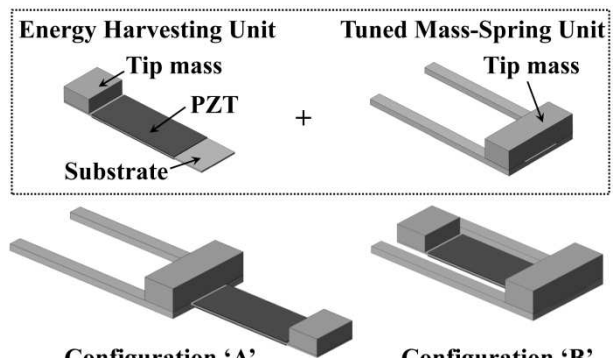 Energy Harvesting Unit
Tuned Mass-Spring Unit
Tip mass
Tip mass
PZT
+
Substrate
Configuration ‘A’
Configuration ‘B’